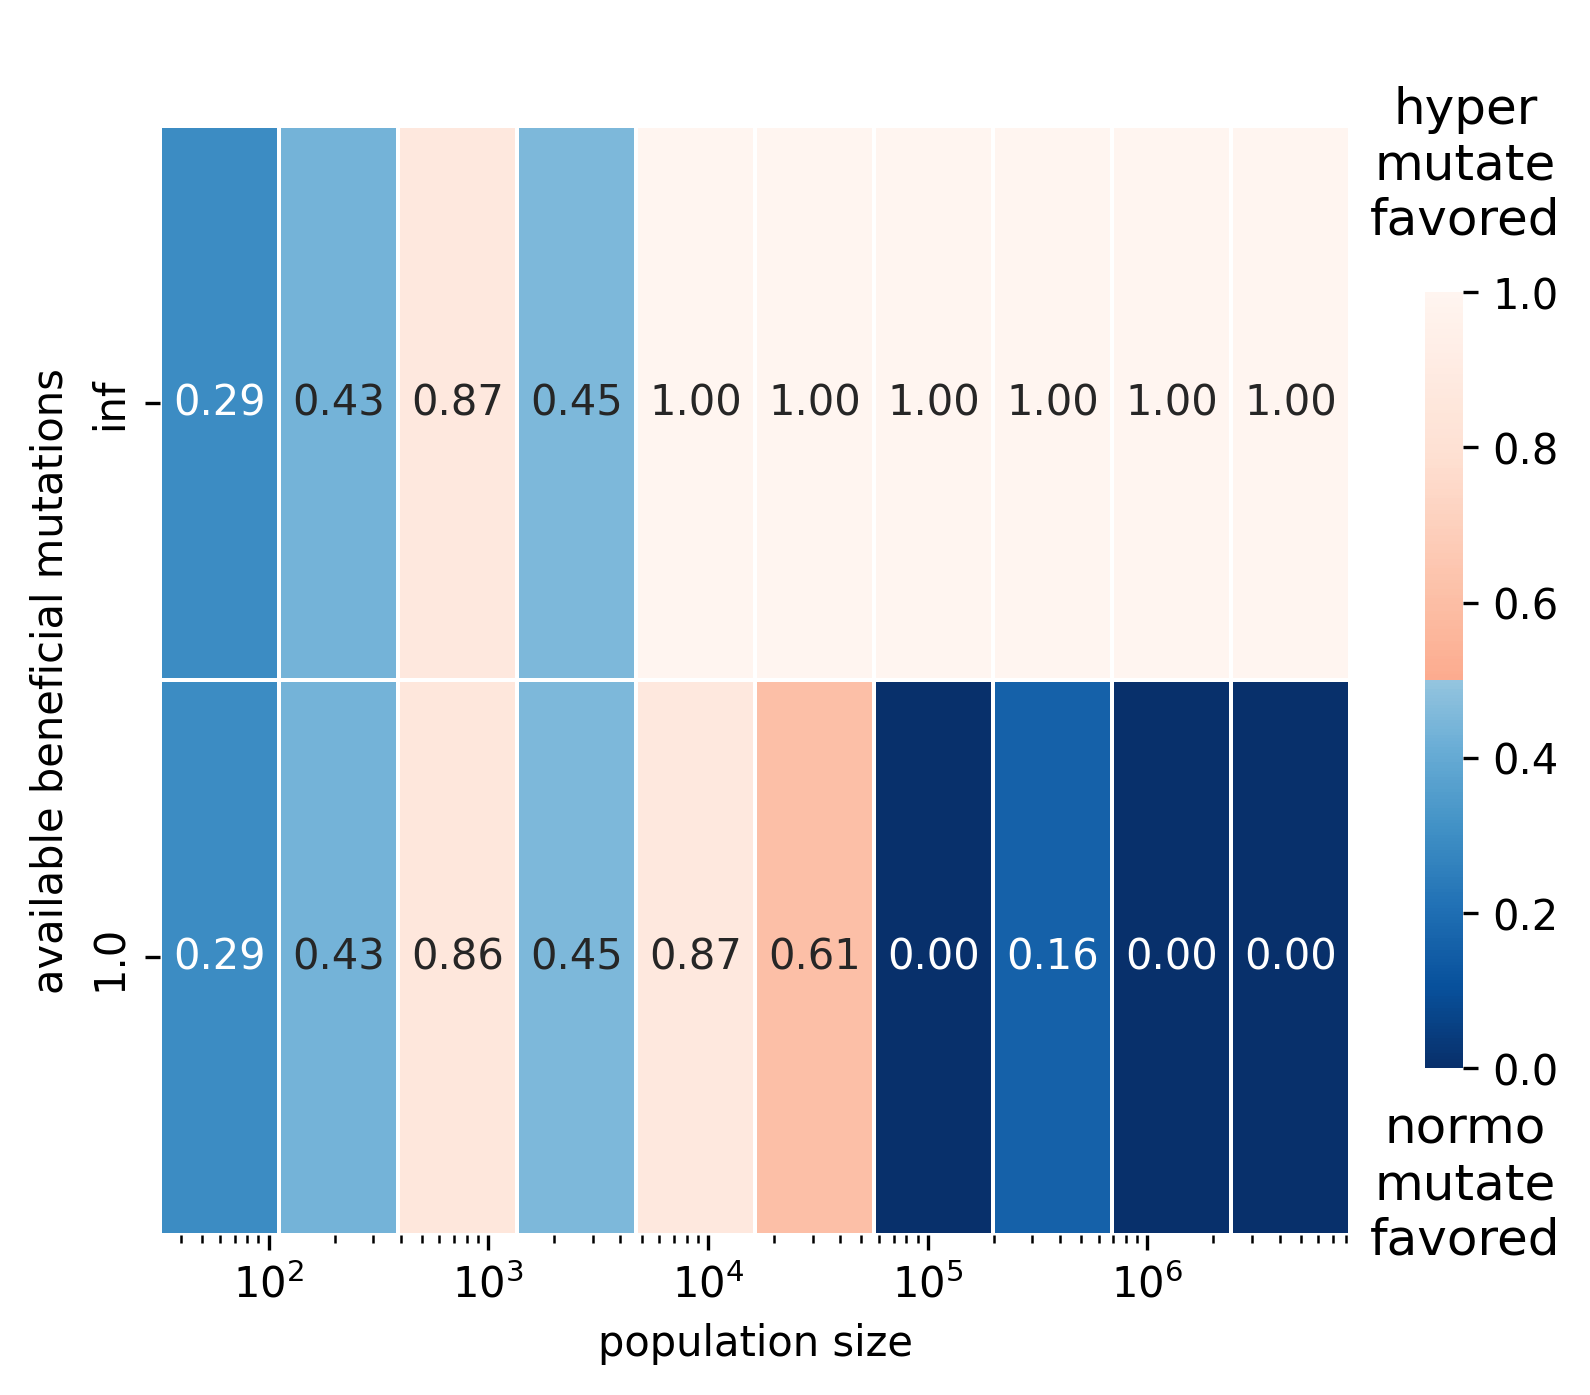 hyper
mutate
favored
available beneficial mutations
inf
0.29 0.43 0.87 0.45 1.00 1.00 1.00 1.00 1.00 1.00
1.0
0.29 0.43 0.86 0.45 0.87 0.61 0.00 0.16 0.00 0.00
10² 10³ 10⁴ 10⁵ 10⁶
population size
1.0
0.8
0.6
0.4
0.2
0.0
normo
mutate
favored